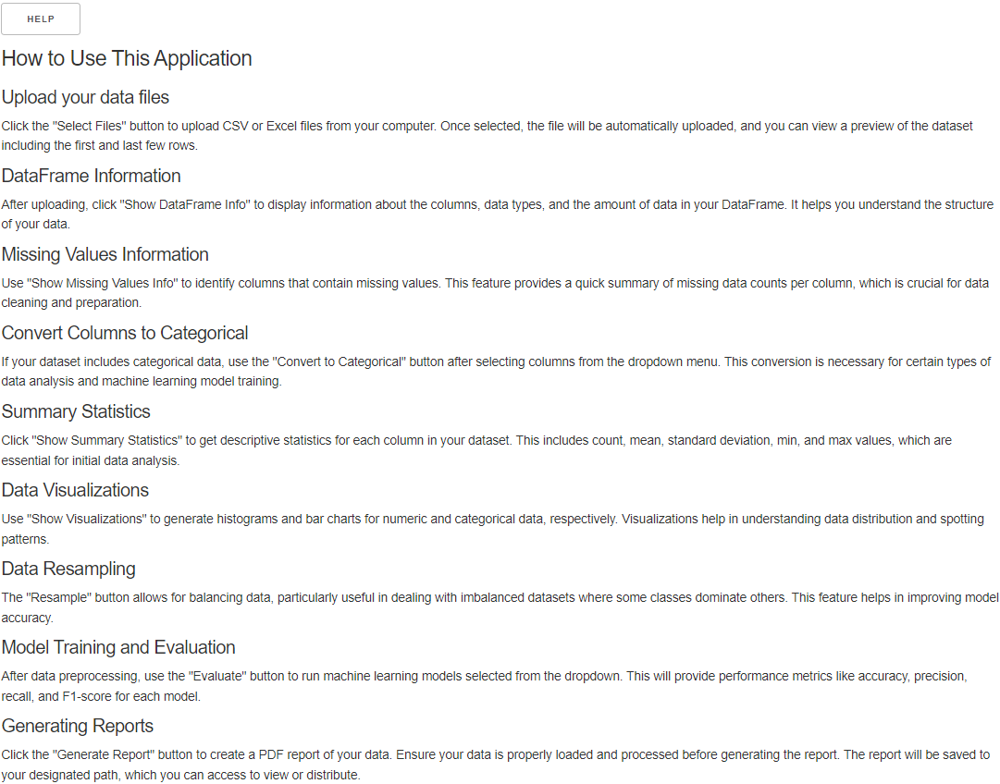 HELP
How to Use This Application
Upload your data files
Click the "Select Files" button to upload CSV or Excel files from your computer. Once selected, the file will be automatically uploaded, and you can view a preview of the dataset
including the first and last few rows.
DataFrame Information
After uploading, click "Show DataFrame Info" to display information about the columns, data types, and the amount of data in your DataFrame. It helps you understand the structure
of your data.
Missing Values Information
Use "Show Missing Values Info" to identify columns that contain missing values. This feature provides a quick summary of missing data counts per column, which is crucial for data
cleaning and preparation.
Convert Columns to Categorical
If your dataset includes categorical data, use the "Convert to Categorical" button after selecting columns from the dropdown menu. This conversion is necessary for certain types of
data analysis and machine learning model training.
Summary Statistics
Click "Show Summary Statistics" to get descriptive statistics for each column in your dataset. This includes count, mean, standard deviation, min, and max values, which are
essential for initial data analysis.
Data Visualizations
Use "Show Visualizations" to generate histograms and bar charts for numeric and categorical data, respectively. Visualizations help in understanding data distribution and spotting
patterns.
Data Resampling
The "Resample" button allows for balancing data, particularly useful in dealing with imbalanced datasets where some classes dominate others. This feature helps in improving model
accuracy.
Model Training and Evaluation
After data preprocessing, use the "Evaluate" button to run machine learning models selected from the dropdown. This will provide performance metrics like accuracy, precision,
recall, and F1-score for each model.
Generating Reports
Click the "Generate Report" button to create a PDF report of your data. Ensure your data is properly loaded and processed before generating the report. The report will be saved to
your designated path, which you can access to view or distribute.